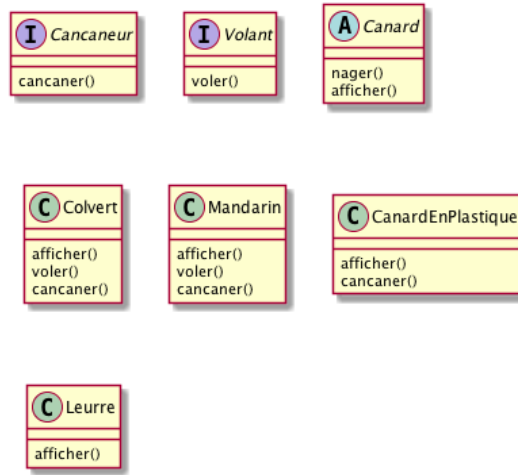 I Cancaneur
cancaner()
I Volant
voler()
A Canard
nager()
afficher()
C Colvert
afficher()
voler()
cancaner()
C Mandarin
afficher()
voler()
cancaner()
C CanardEnPlastique
afficher()
cancaner()
C Leurre
afficher()